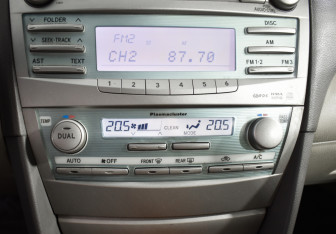 FOLDER
DISC
FM2
SEEK TRACK
AM
CH2 87.70
AST TEXT
FM1·2 FM3
1 2 3 4 5 6
Plasmacluster
TEMP
20.5 CLEAN 20.5
MODE
DUAL
AUTO OFF FRONT REAR A/C